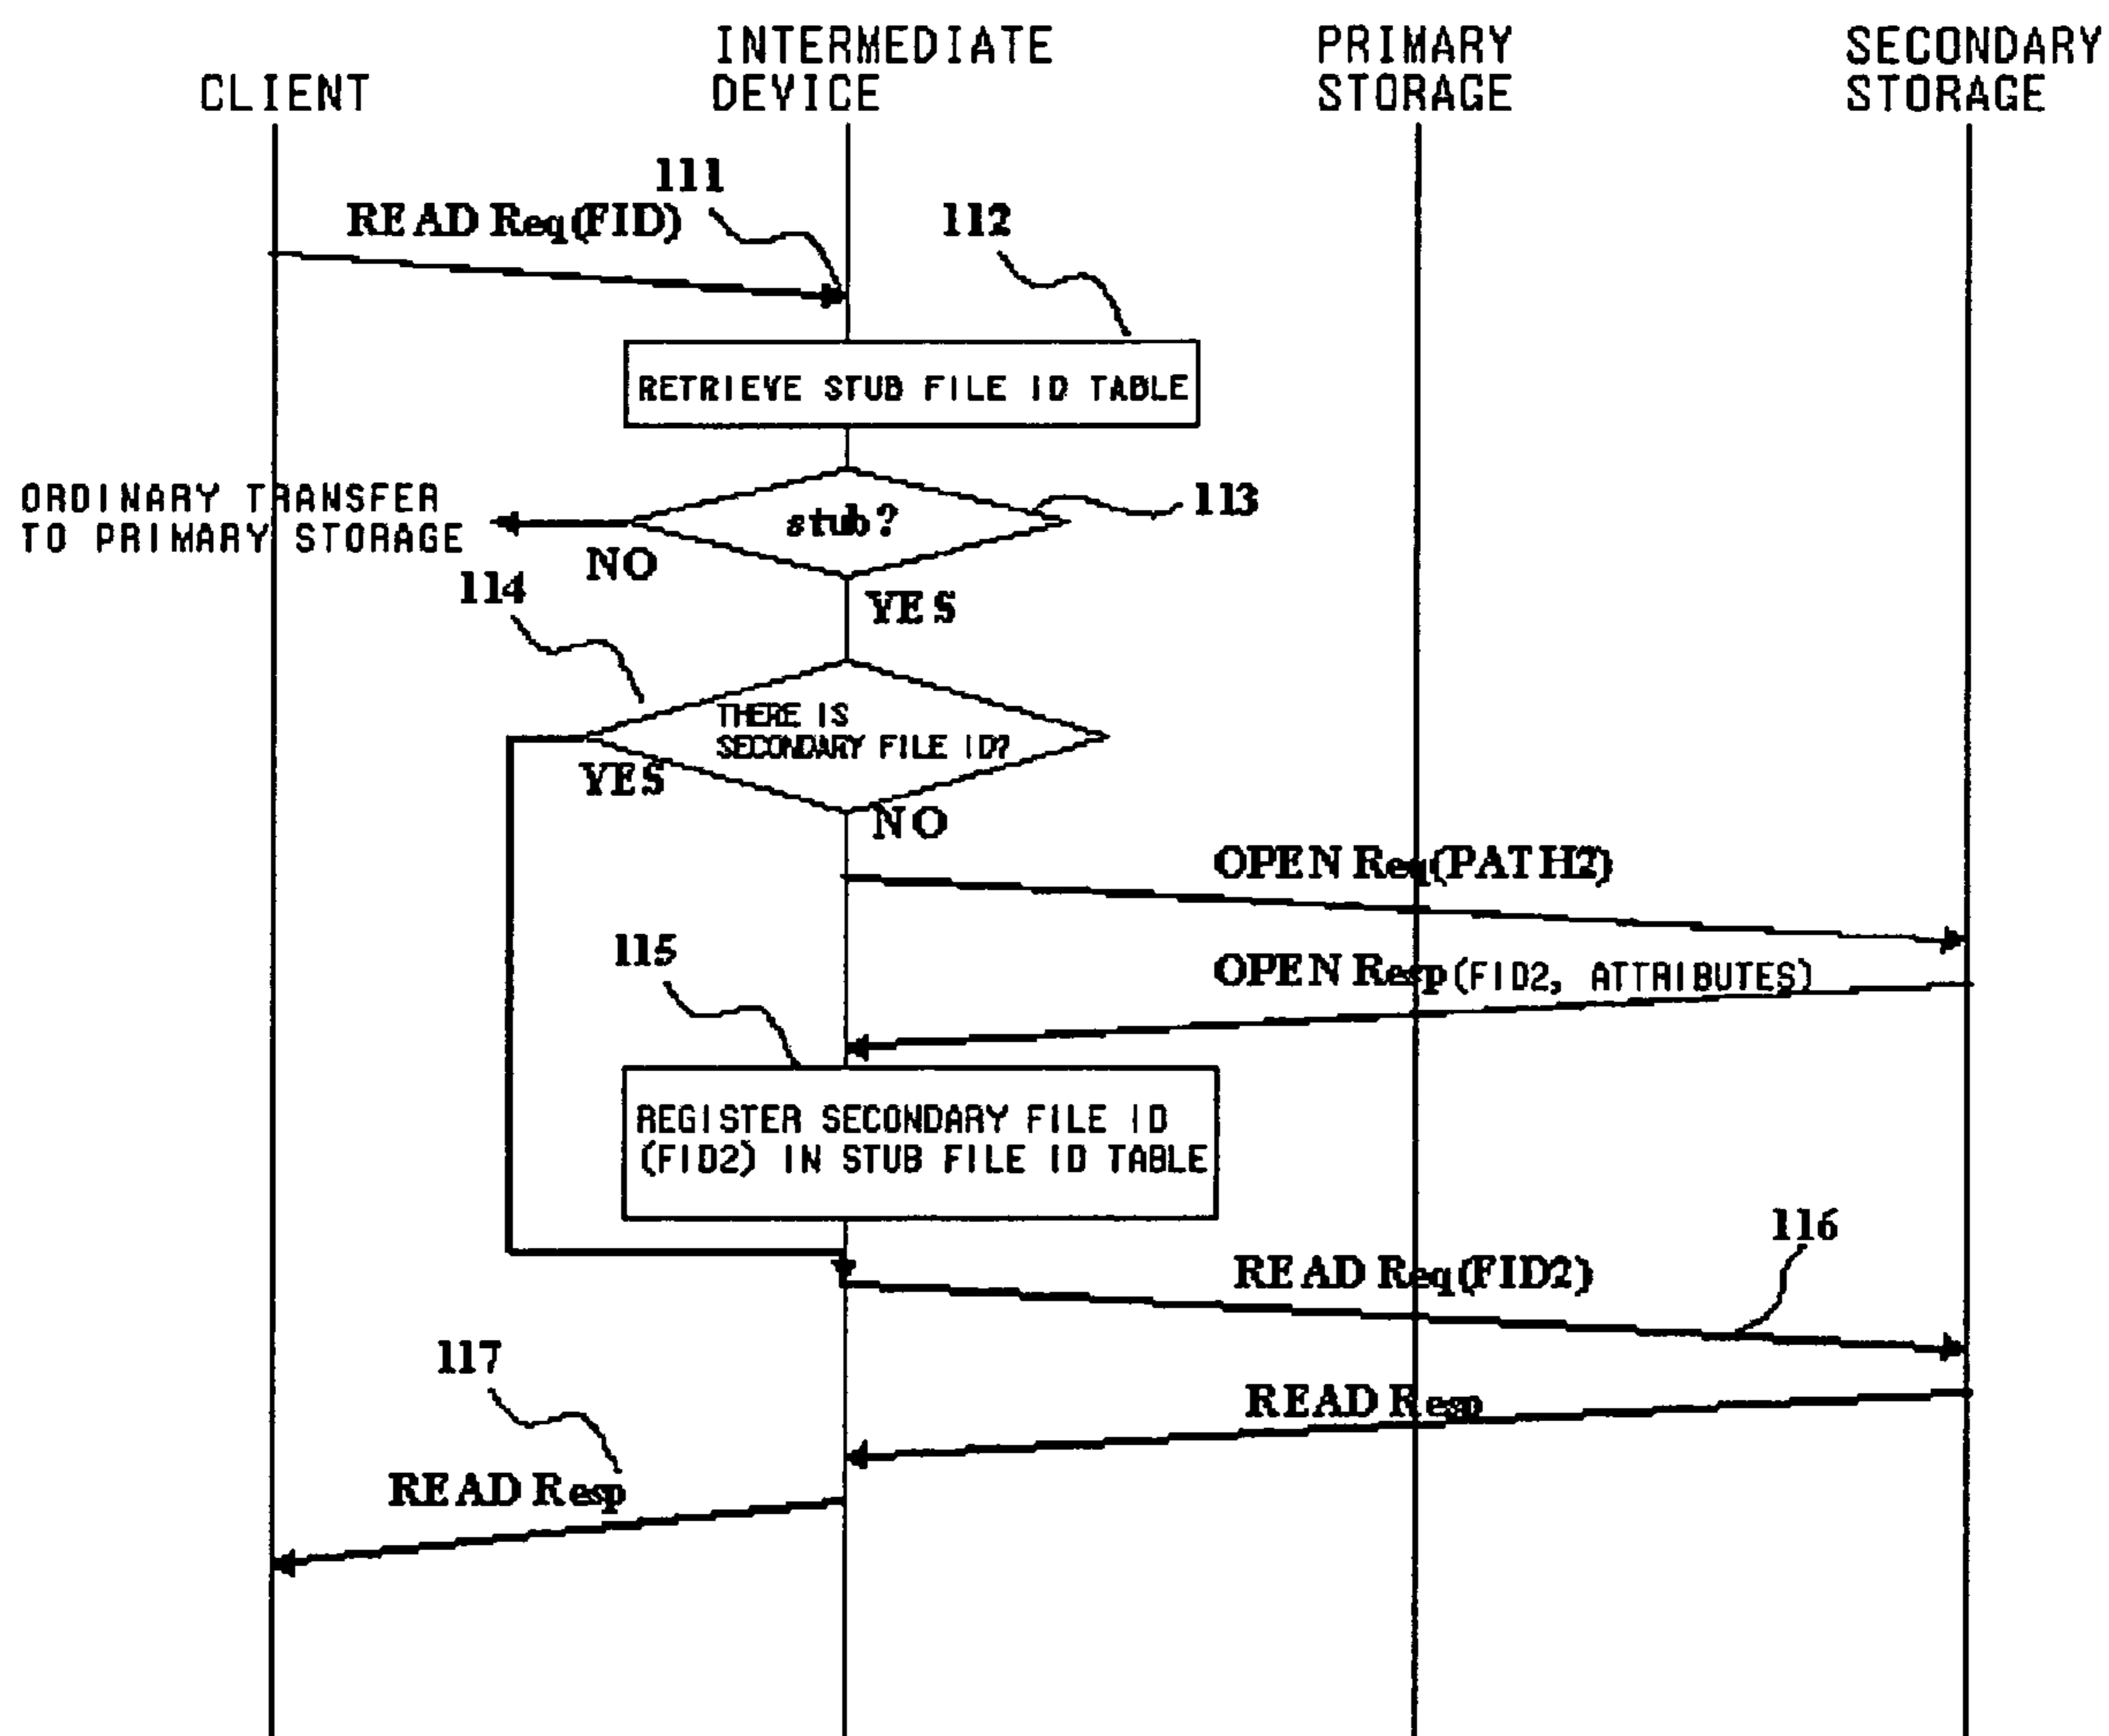 CLIENT
INTERMEDIATE
DEVICE
PRIMARY
STORAGE
SECONDARY
STORAGE
111
READ Req(FID)
112
RETRIEVE STUB FILE ID TABLE
ORDINARY TRANSFER
TO PRIMARY STORAGE
stub?
113
NO
114
YES
THERE IS
SECONDARY FILE ID?
YES
NO
OPEN Req(PATH2)
115
OPEN Resp(FID2, ATTRIBUTES)
REGISTER SECONDARY FILE ID
(FID2) IN STUB FILE ID TABLE
116
READ Req(FID2)
117
READ Resp
READ Resp